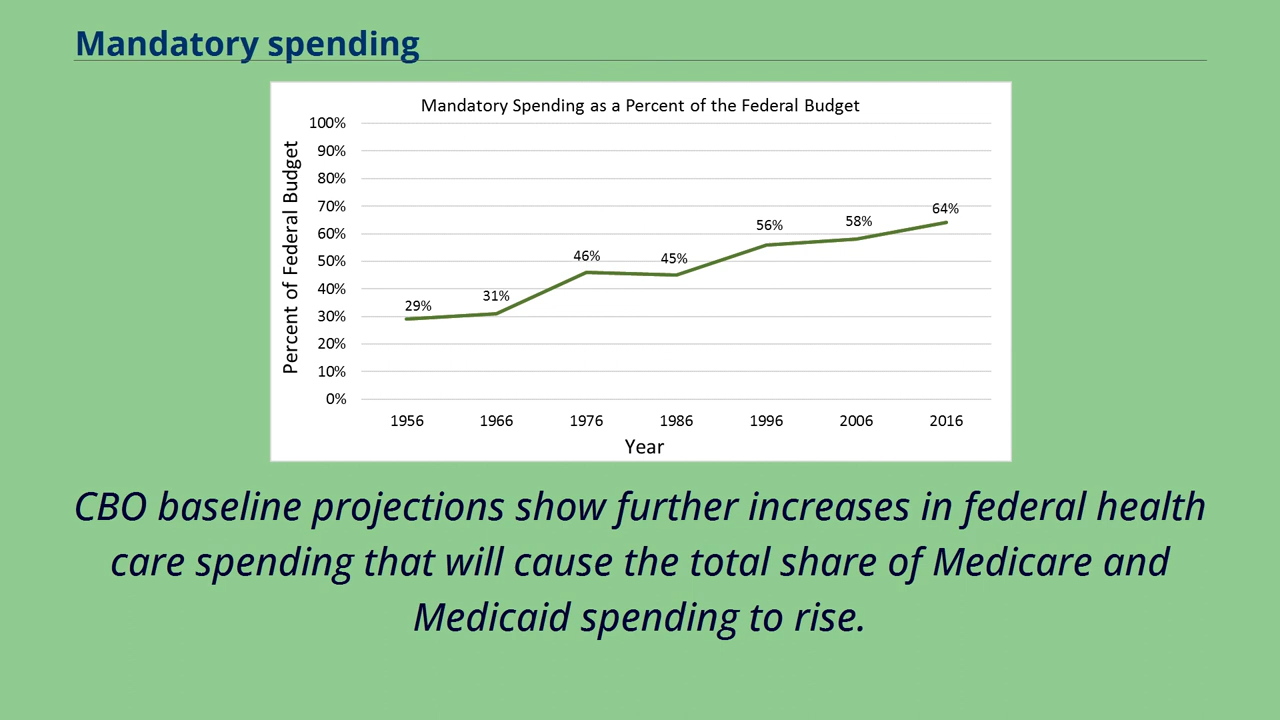 Mandatory spending
Mandatory Spending as a Percent of the Federal Budget
Percent of Federal Budget
100%
90%
80%
70%
60%
50%
40%
30%
20%
10%
0%
29%
31%
46%
45%
56%
58%
64%
1956 1966 1976 1986 1996 2006 2016
Year
CBO baseline projections show further increases in federal health
care spending that will cause the total share of Medicare and
Medicaid spending to rise.